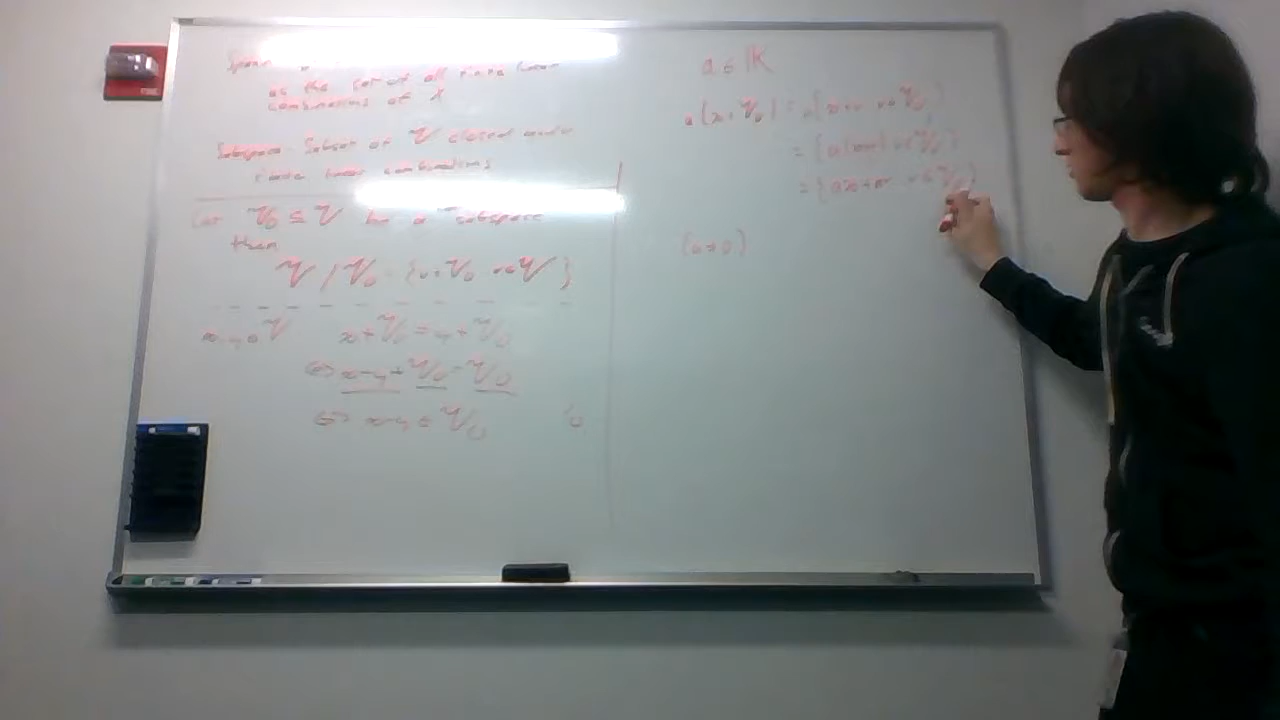 Span
as the set of all finite linear
combinations of X
Subspace: Subset of V closed under
finite linear combinations
Let V₀ ⊆ V be a subspace
then
V / V₀ = {v + V₀ : v ∈ V}
x, y ∈ V x + V₀ = y + V₀
⇔ x - y + V₀ = V₀
⇔ x - y ∈ V₀
a ∈ 𝕂
a(x + V₀) = a{x + v : v ∈ V₀}
= {a(x+v) : v ∈ V₀}
= {ax + v : v ∈ V₀}
(a ≠ 0)